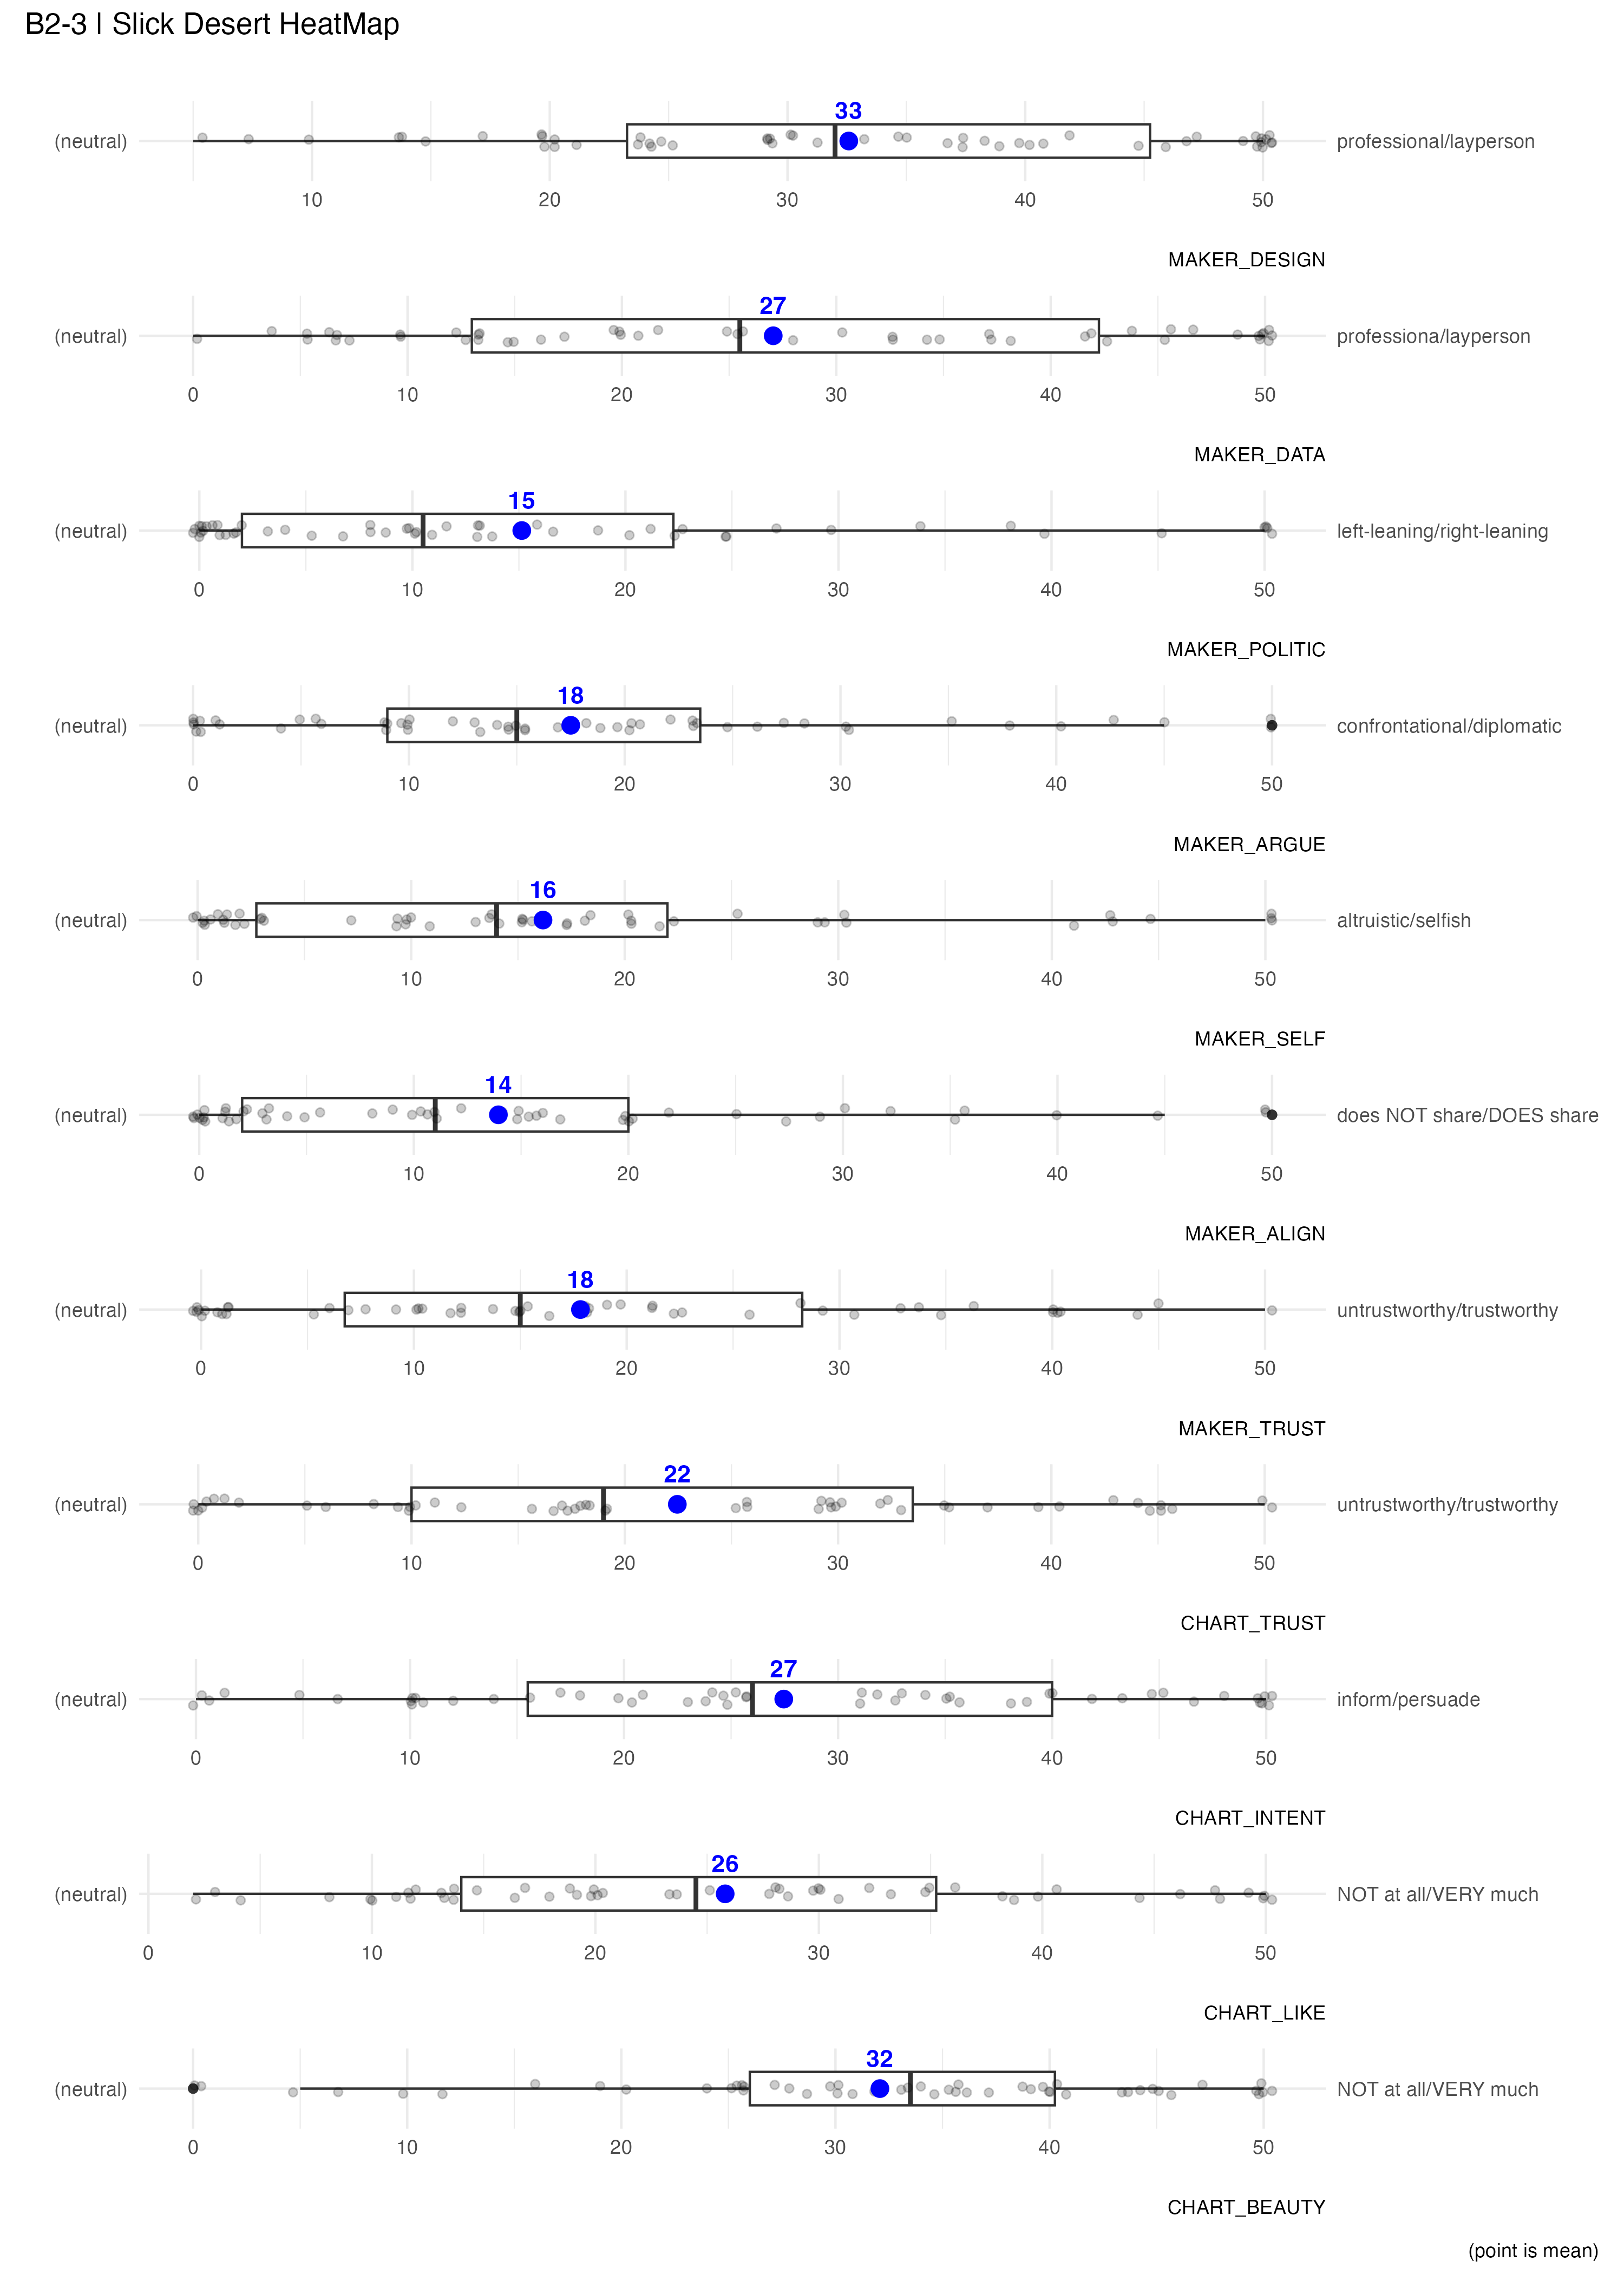 B2-3 | Slick Desert HeatMap
33
(neutral) professional/layperson
10 20 30 40 50
MAKER_DESIGN
27
(neutral) professiona/layperson
0 10 20 30 40 50
MAKER_DATA
15
(neutral) left-leaning/right-leaning
0 10 20 30 40 50
MAKER_POLITIC
18
(neutral) confrontational/diplomatic
0 10 20 30 40 50
MAKER_ARGUE
16
(neutral) altruistic/selfish
0 10 20 30 40 50
MAKER_SELF
14
(neutral) does NOT share/DOES share
0 10 20 30 40 50
MAKER_ALIGN
18
(neutral) untrustworthy/trustworthy
0 10 20 30 40 50
MAKER_TRUST
22
(neutral) untrustworthy/trustworthy
0 10 20 30 40 50
CHART_TRUST
27
(neutral) inform/persuade
0 10 20 30 40 50
CHART_INTENT
26
(neutral) NOT at all/VERY much
0 10 20 30 40 50
CHART_LIKE
32
(neutral) NOT at all/VERY much
0 10 20 30 40 50
CHART_BEAUTY
(point is mean)